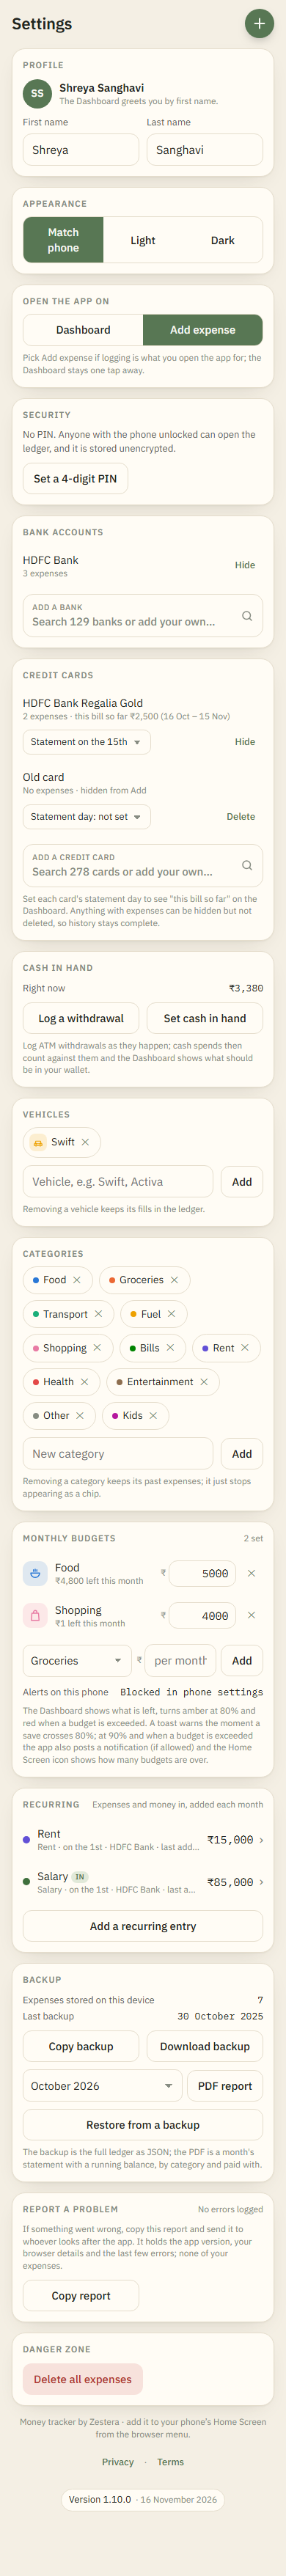 Settings
PROFILE
SS
Shreya Sanghavi
The Dashboard greets you by first name.
First name
Last name
Shreya
Sanghavi
APPEARANCE
Match
phone
Light
Dark
OPEN THE APP ON
Dashboard
Add expense
Pick Add expense if logging is what you open the app for; the
Dashboard stays one tap away.
SECURITY
No PIN. Anyone with the phone unlocked can open the
ledger, and it is stored unencrypted.
Set a 4-digit PIN
BANK ACCOUNTS
HDFC Bank
3 expenses
Hide
ADD A BANK
Search 129 banks or add your own...
CREDIT CARDS
HDFC Bank Regalia Gold
2 expenses · this bill so far ₹2,500 (16 Oct – 15 Nov)
Statement on the 15th
Hide
Old card
No expenses · hidden from Add
Statement day: not set
Delete
ADD A CREDIT CARD
Search 278 cards or add your own...
Set each card's statement day to see "this bill so far" on the
Dashboard. Anything with expenses can be hidden but not
deleted, so history stays complete.
CASH IN HAND
Right now
₹3,380
Log a withdrawal
Set cash in hand
Log ATM withdrawals as they happen; cash spends then
count against them and the Dashboard shows what should
be in your wallet.
VEHICLES
Swift
Vehicle, e.g. Swift, Activa
Add
Removing a vehicle keeps its fills in the ledger.
CATEGORIES
Food
Groceries
Transport
Fuel
Shopping
Bills
Rent
Health
Entertainment
Other
Kids
New category
Add
Removing a category keeps its past expenses; it just stops
appearing as a chip.
MONTHLY BUDGETS
2 set
Food
₹4,800 left this month
₹
5000
Shopping
₹1 left this month
₹
4000
Groceries
₹
per month
Add
Alerts on this phone
Blocked in phone settings
The Dashboard shows what is left, turns amber at 80% and
red when a budget is exceeded. A toast warns the moment a
save crosses 80%; at 90% and when a budget is exceeded
the app also posts a notification (if allowed) and the Home
Screen icon shows how many budgets are over.
RECURRING
Expenses and money in, added each month
Rent
Rent · on the 1st · HDFC Bank · last add...
₹15,000
Salary IN
Salary · on the 1st · HDFC Bank · last a...
₹85,000
Add a recurring entry
BACKUP
Expenses stored on this device
7
Last backup
30 October 2025
Copy backup
Download backup
October 2026
PDF report
Restore from a backup
The backup is the full ledger as JSON; the PDF is a month's
statement with a running balance, by category and paid with.
REPORT A PROBLEM
No errors logged
If something went wrong, copy this report and send it to
whoever looks after the app. It holds the app version, your
browser details and the last few errors; none of your
expenses.
Copy report
DANGER ZONE
Delete all expenses
Money tracker by Zestera · add it to your phone's Home Screen
from the browser menu.
Privacy · Terms
Version 1.10.0 · 16 November 2026